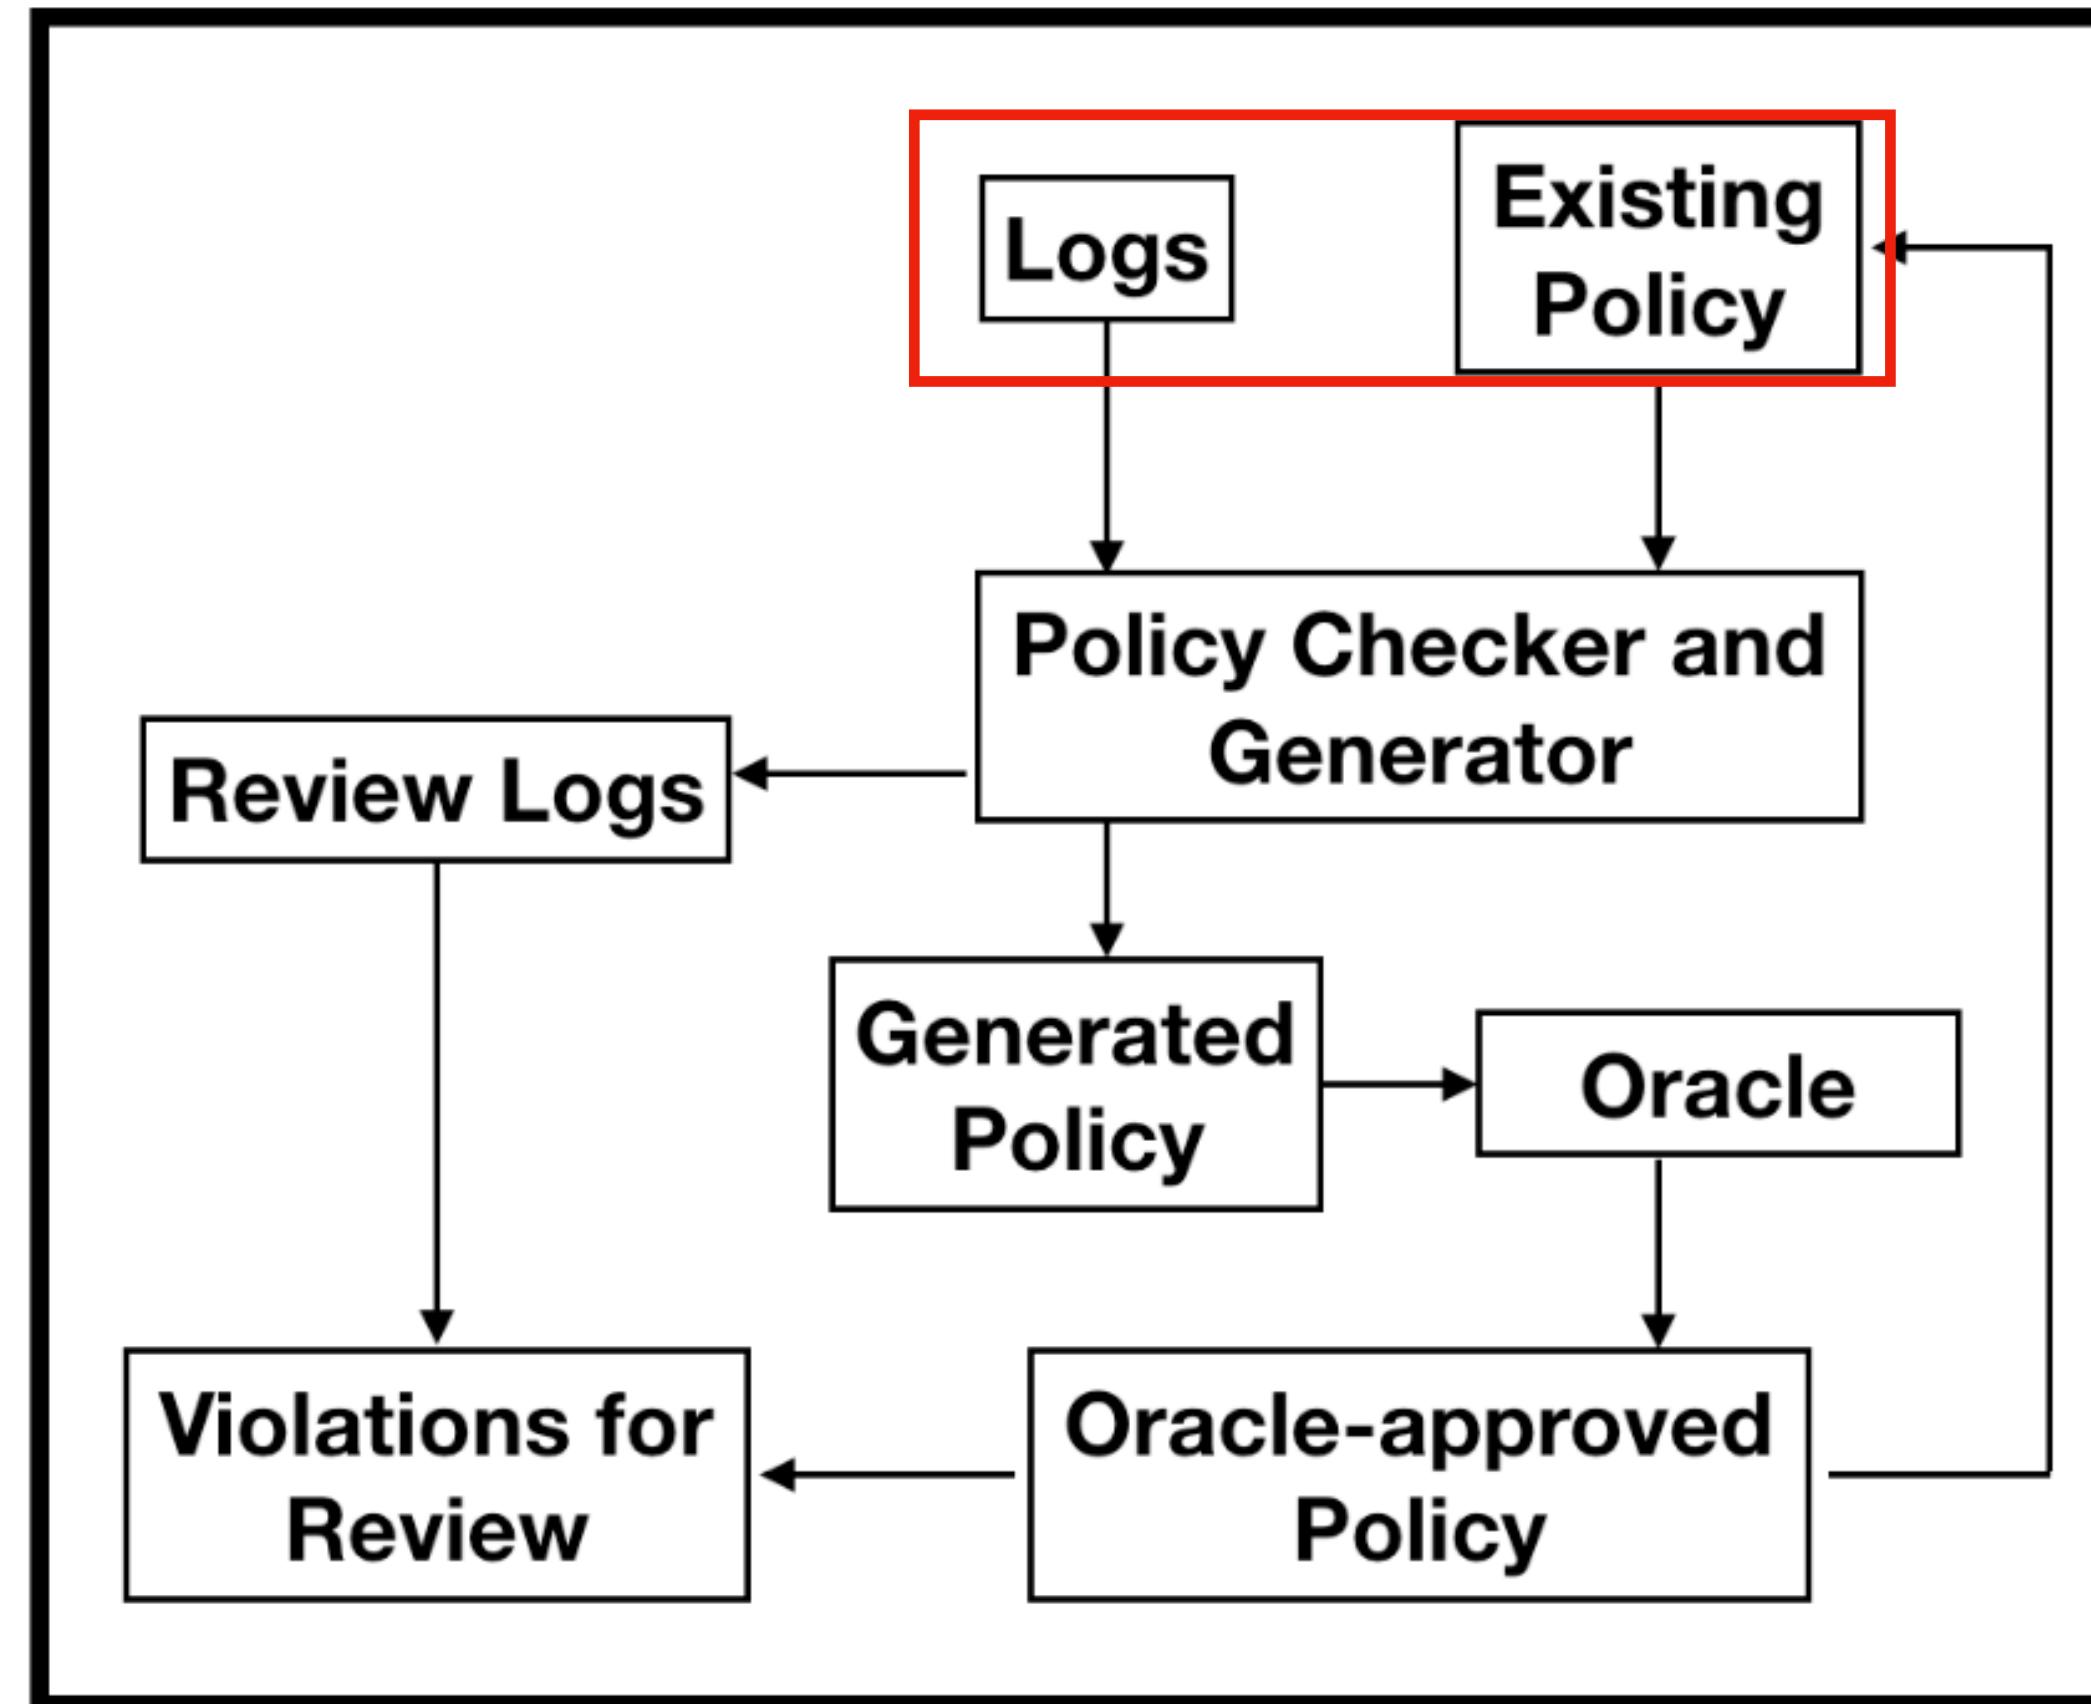 Logs
Existing
Policy
Policy Checker and
Generator
Review Logs
Generated
Policy
Oracle
Violations for
Review
Oracle-approved
Policy